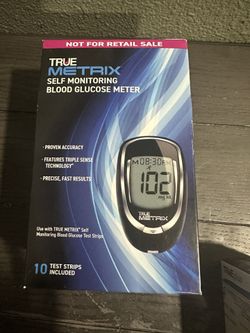 NOT FOR RETAIL SALE
TRUE
METRIX
SELF MONITORING
BLOOD GLUCOSE METER
• PROVEN ACCURACY
• FEATURES TRIPLE SENSE
TECHNOLOGY
• PRECISE, FAST RESULTS
102
TRUE
METRIX
Use with TRUE METRIX Self
Monitoring Blood Glucose Test Strips
10 TEST STRIPS
INCLUDED